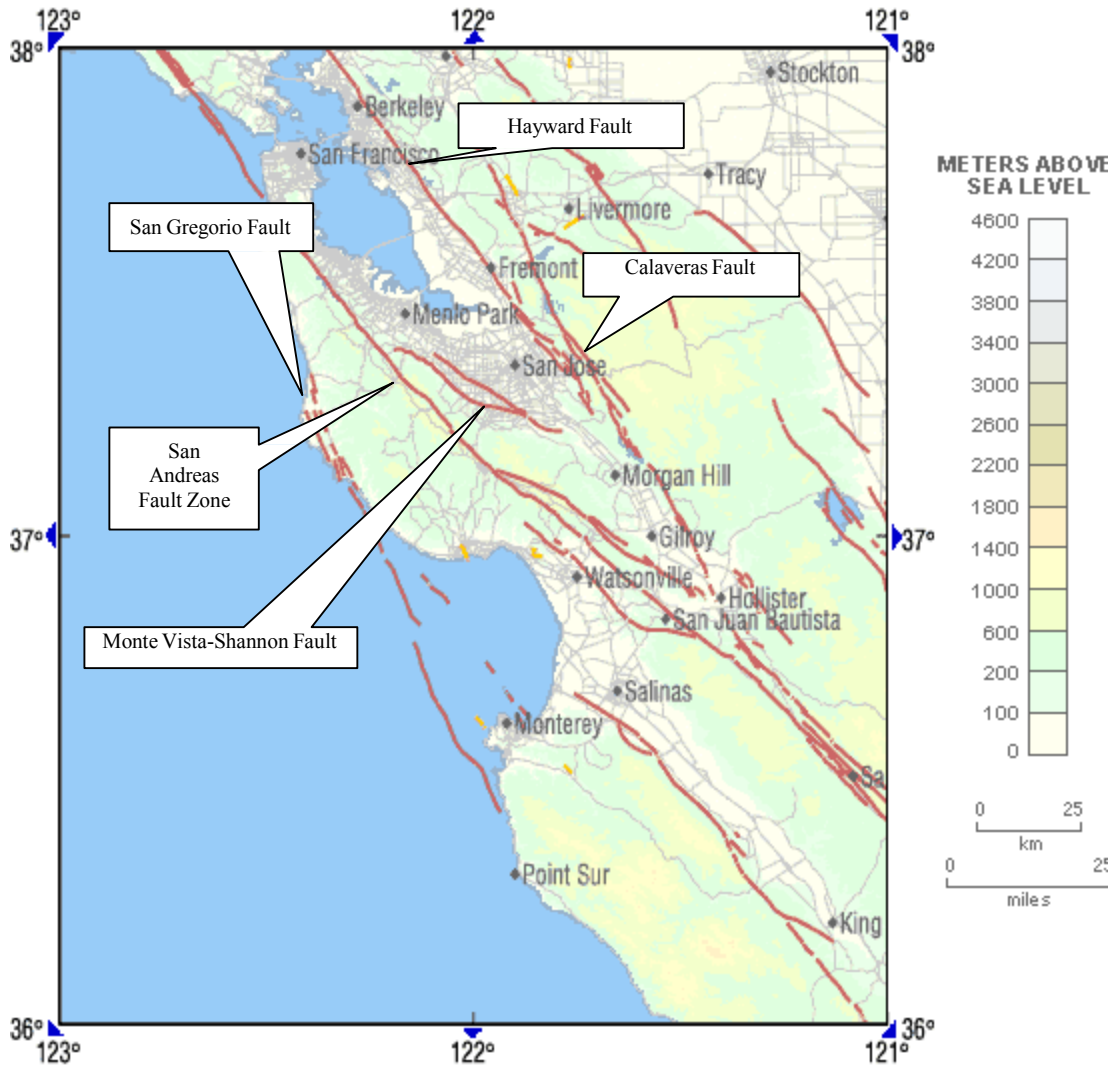 123°
122°
121°
38°
38°
Stockton
Berkeley
Hayward Fault
San Francisco
METERS ABOVE
SEA LEVEL
Tracy
Livermore
San Gregorio Fault
4600
Fremont
Calaveras Fault
4200
3800
Menlo Park
3400
San Jose
3000
San
Andreas
Fault Zone
2600
2200
Morgan Hill
1800
37°
37°
Gilroy
1400
Watsonville
1000
Hollister
San Juan Bautista
600
Monte Vista-Shannon Fault
200
Salinas
100
Monterey
0
Sa
0 25
km
0 25
miles
Point Sur
King
36°
36°
123°
122°
121°